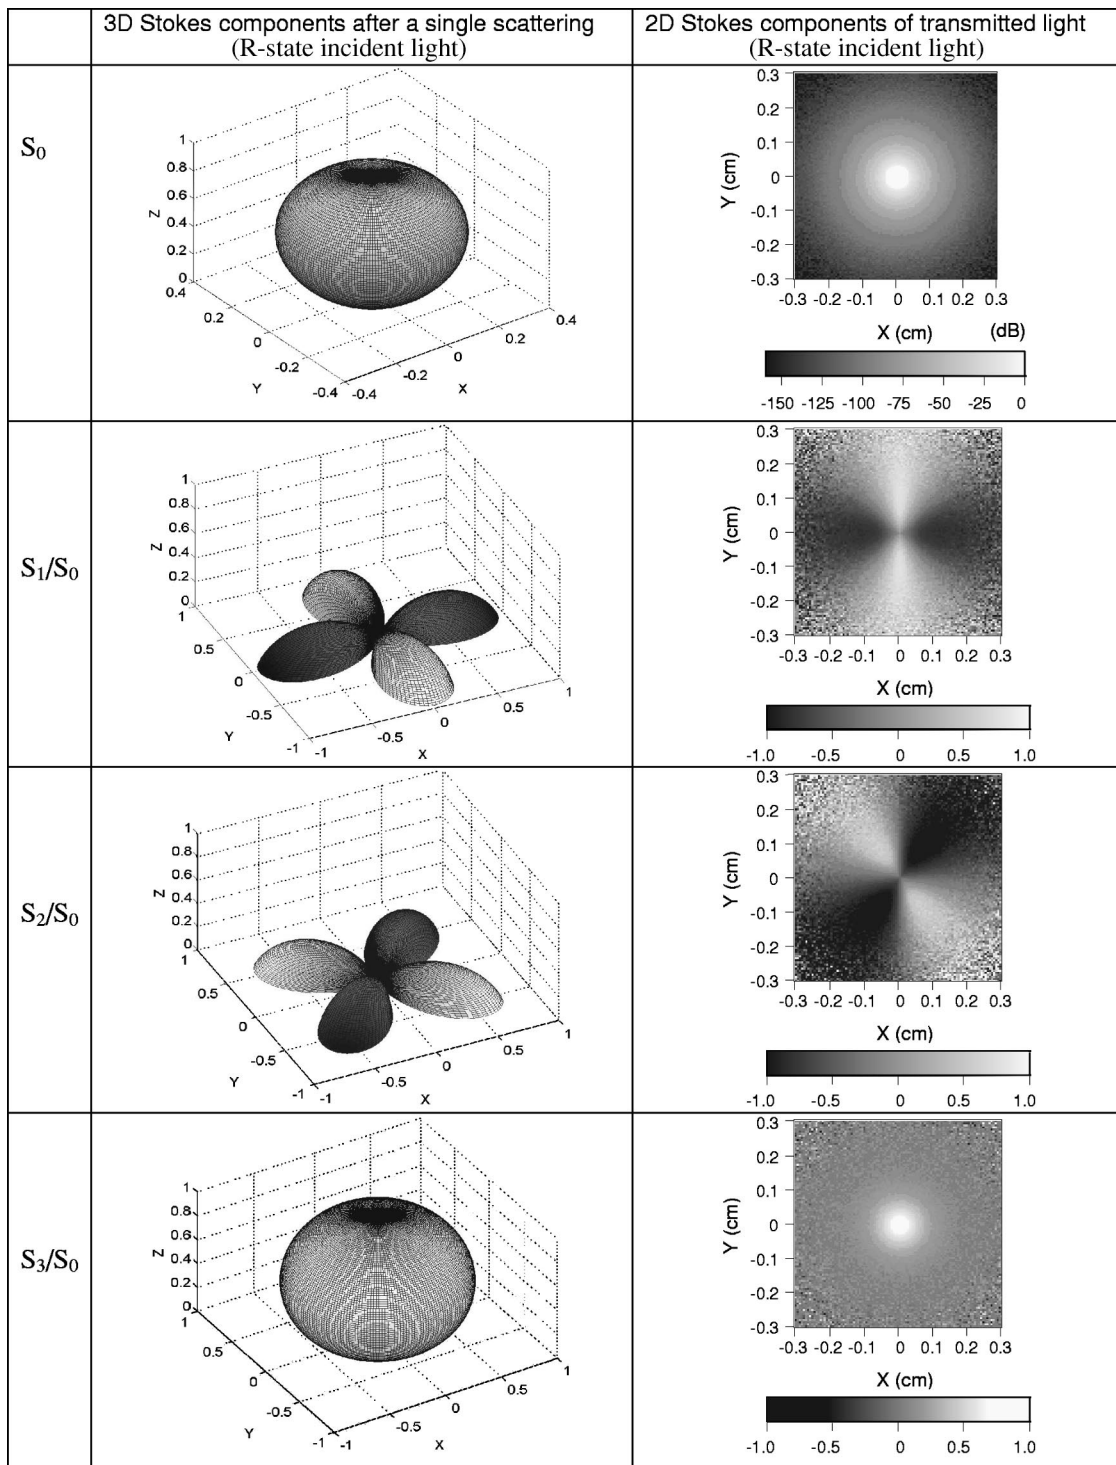 3D Stokes components after a single scattering
(R-state incident light)
2D Stokes components of transmitted light
(R-state incident light)
S0
1
0.8
0.6
0.4
0.2
0
Z
0.4
0.2
0
-0.2
-0.4
Y
-0.4
-0.2
0
0.2
0.4
X
0.3
0.2
0.1
0
-0.1
-0.2
-0.3
Y (cm)
-0.3 -0.2 -0.1 0 0.1 0.2 0.3
X (cm) (dB)
-150 -125 -100 -75 -50 -25 0
S1/S0
1
0.8
0.6
0.4
0.2
0
Z
1
0.5
0
-0.5
-1
Y
-1
-0.5
0
0.5
1
X
0.3
0.2
0.1
0
-0.1
-0.2
-0.3
Y (cm)
-0.3 -0.2 -0.1 0 0.1 0.2 0.3
X (cm)
-1.0 -0.5 0 0.5 1.0
S2/S0
1
0.8
0.6
0.4
0.2
0
Z
1
0.5
0
-0.5
-1
Y
-1
-0.5
0
0.5
1
X
0.3
0.2
0.1
0
-0.1
-0.2
-0.3
Y (cm)
-0.3 -0.2 -0.1 0 0.1 0.2 0.3
X (cm)
-1.0 -0.5 0 0.5 1.0
S3/S0
1
0.8
0.6
0.4
0.2
0
Z
1
0.5
0
-0.5
-1
Y
-1
-0.5
0
0.5
1
X
0.3
0.2
0.1
0
-0.1
-0.2
-0.3
Y (cm)
-0.3 -0.2 -0.1 0 0.1 0.2 0.3
X (cm)
-1.0 -0.5 0 0.5 1.0